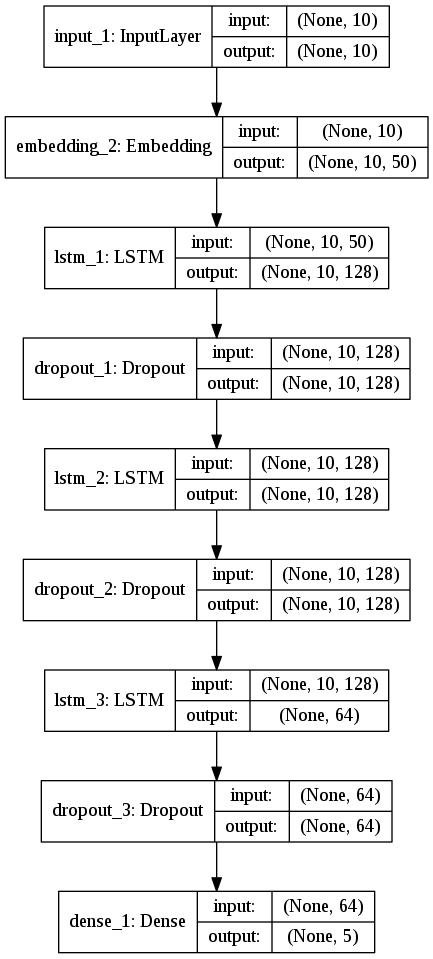 input_1: InputLayer
input: (None, 10)
output: (None, 10)
embedding_2: Embedding
input: (None, 10)
output: (None, 10, 50)
lstm_1: LSTM
input: (None, 10, 50)
output: (None, 10, 128)
dropout_1: Dropout
input: (None, 10, 128)
output: (None, 10, 128)
lstm_2: LSTM
input: (None, 10, 128)
output: (None, 10, 128)
dropout_2: Dropout
input: (None, 10, 128)
output: (None, 10, 128)
lstm_3: LSTM
input: (None, 10, 128)
output: (None, 64)
dropout_3: Dropout
input: (None, 64)
output: (None, 64)
dense_1: Dense
input: (None, 64)
output: (None, 5)